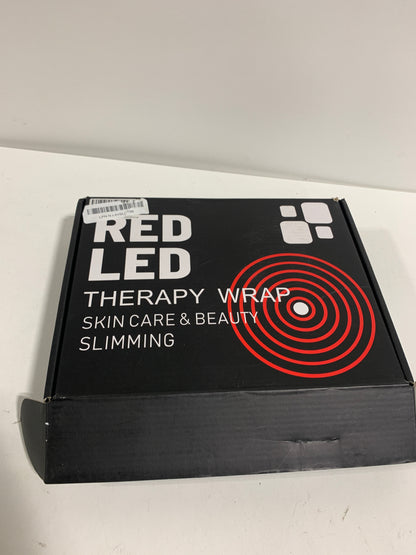 RED
LED
THERAPY WRAP
SKIN CARE & BEAUTY
SLIMMING